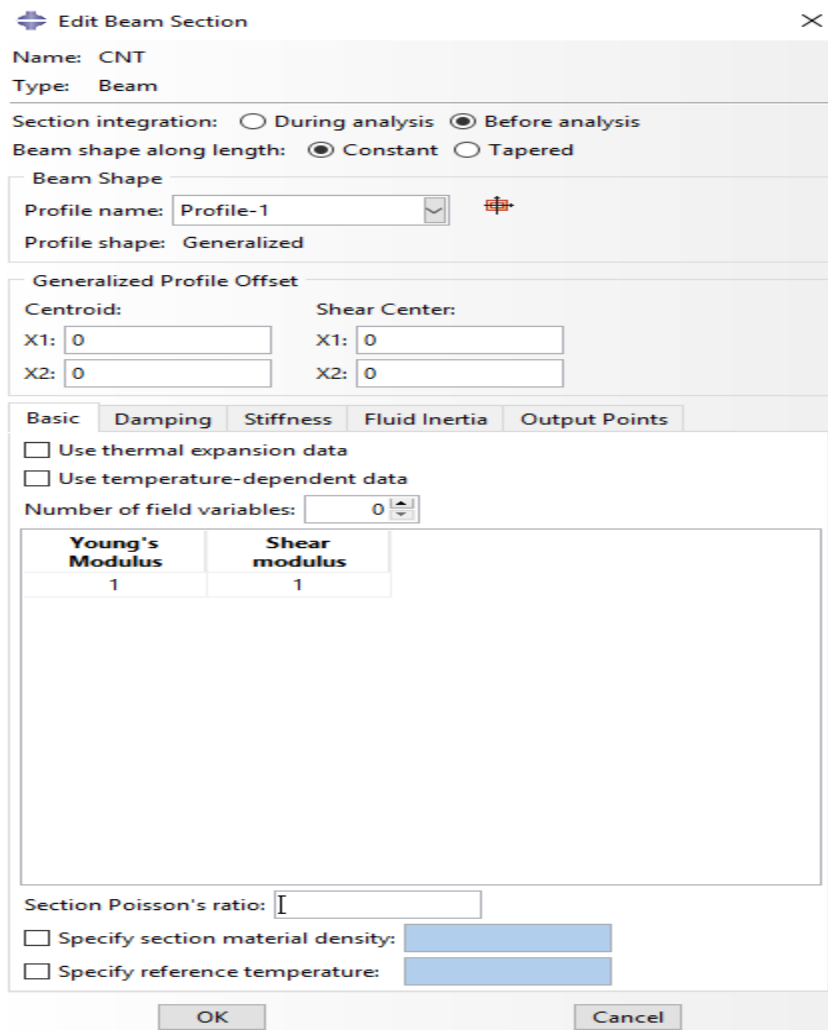 Edit Beam Section
Name: CNT
Type: Beam
Section integration: During analysis Before analysis
Beam shape along length: Constant Tapered
Beam Shape
Profile name: Profile-1
Profile shape: Generalized
Generalized Profile Offset
Centroid: Shear Center:
X1: 0 X1: 0
X2: 0 X2: 0
Basic Damping Stiffness Fluid Inertia Output Points
Use thermal expansion data
Use temperature-dependent data
Number of field variables: 0
Young's Shear
Modulus modulus
1 1
Section Poisson's ratio:
Specify section material density:
Specify reference temperature:
OK Cancel